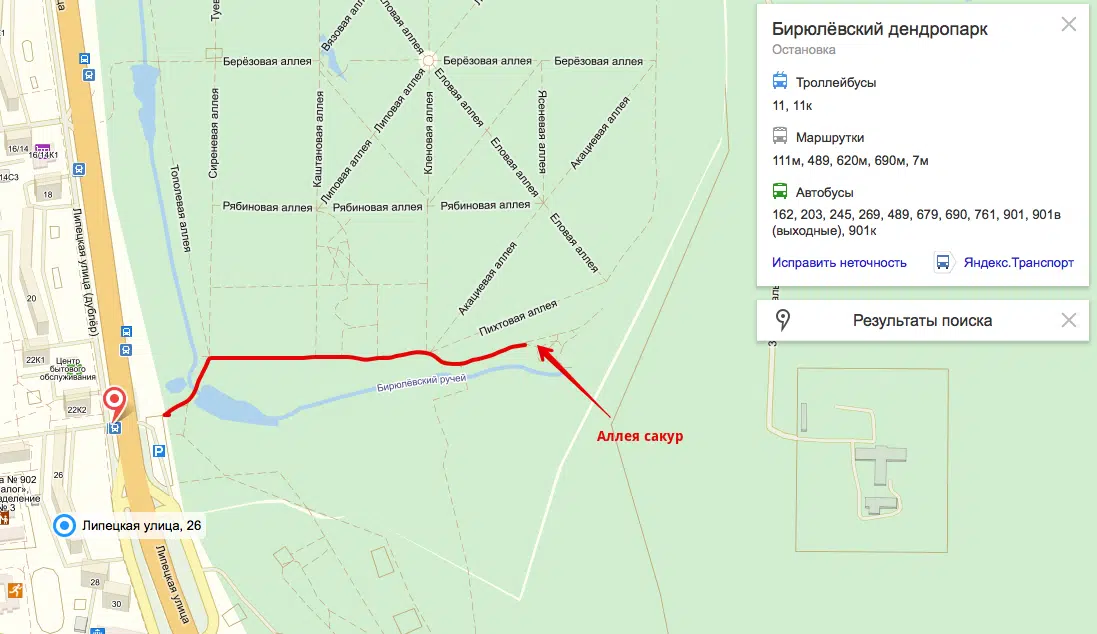 Бирюлёвский дендропарк
Остановка
Троллейбусы
11, 11к
Маршрутки
111м, 489, 620м, 690м, 7м
Автобусы
162, 203, 245, 269, 489, 679, 690, 761, 901, 901в
(выходные), 901к
Исправить неточность
Яндекс.Транспорт
Результаты поиска
Вязовая аллея
Еловая аллея
Берёзовая аллея
Берёзовая аллея
Берёзовая аллея
Сиреневая аллея
Каштановая аллея
Липовая аллея
Липовая аллея
Кленовая аллея
Еловая аллея
Еловая аллея
Ясеневая аллея
Акациевая аллея
Тополевая аллея
Рябиновая аллея
Рябиновая аллея
Рябиновая аллея
Еловая аллея
Акациевая аллея
Пихтовая аллея
Бирюлёвский ручей
Аллея сакур
16/14
16/14К1
14С3
18
Липецкая улица (дублёр)
20
22К1
Центр
бытового
обслуживания
22К2
26
№ 902
разделение
№ 3
Липецкая улица, 26
Липецкая улица
28
30
P